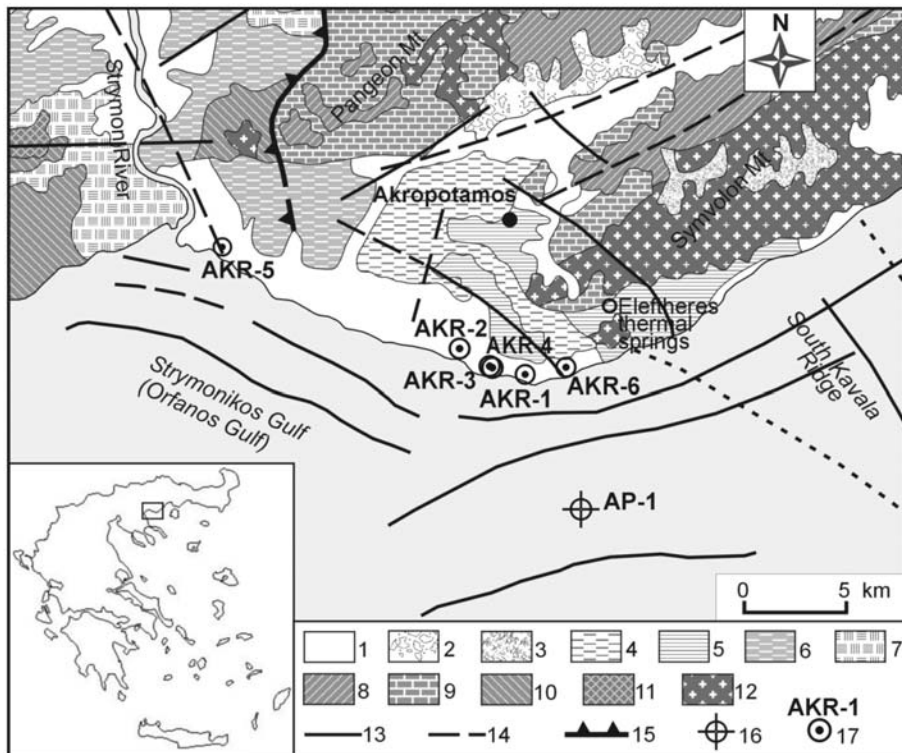 N
Strymon River
Pangeon Mt
Akropotamos
Symvolon Mt
AKR-5
Eleftheres
thermal
springs
AKR-2
AKR-4
AKR-3
AKR-1
AKR-6
South Kavala
Ridge
Strymonikos Gulf
(Orfanos Gulf)
AP-1
0 5 km
1 2 3 4 5 6 7
8 9 10 11 12 AKR-1
13 14 15 16 17